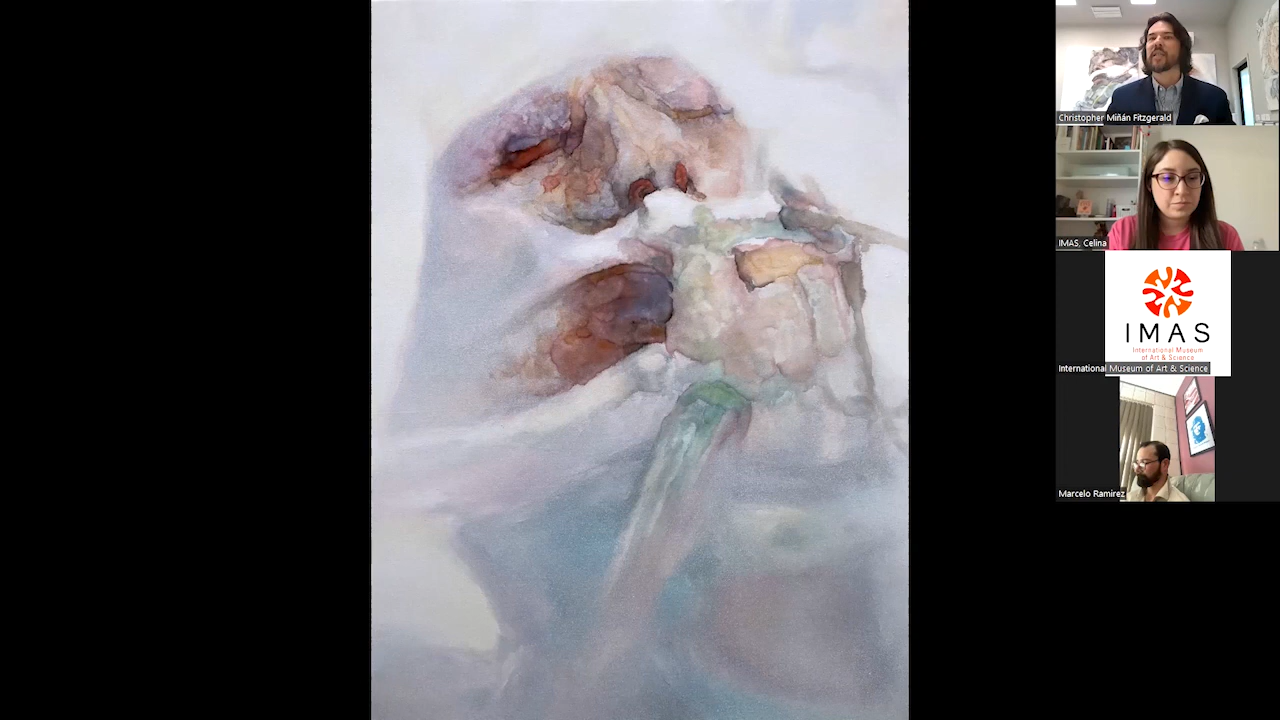 Christopher Miñán Fitzgerald
IMAS, Celina
IMAS
International Museum
of Art & Science
International Museum of Art & Science
Marcelo Ramirez